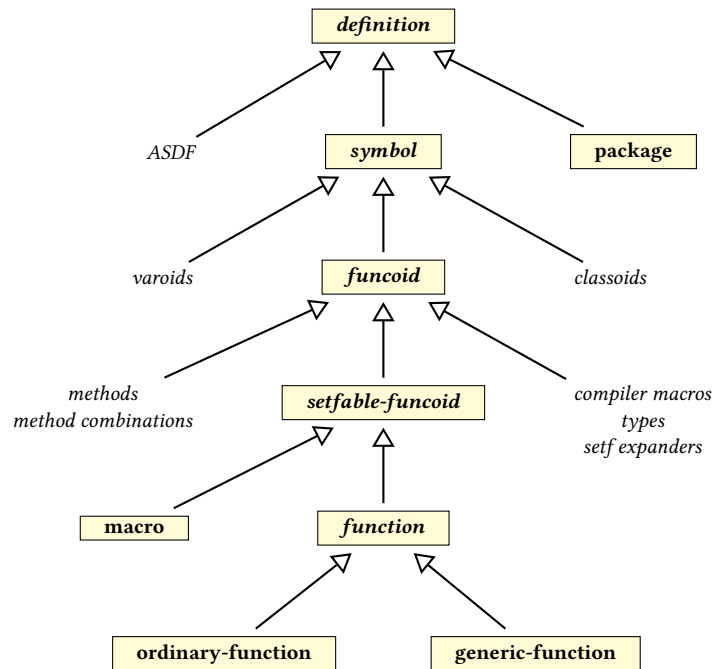 definition
ASDF
symbol
package
varoids
funcoid
classoids
methods
method combinations
setfable-funcoid
compiler macros
types
setf expanders
macro
function
ordinary-function
generic-function